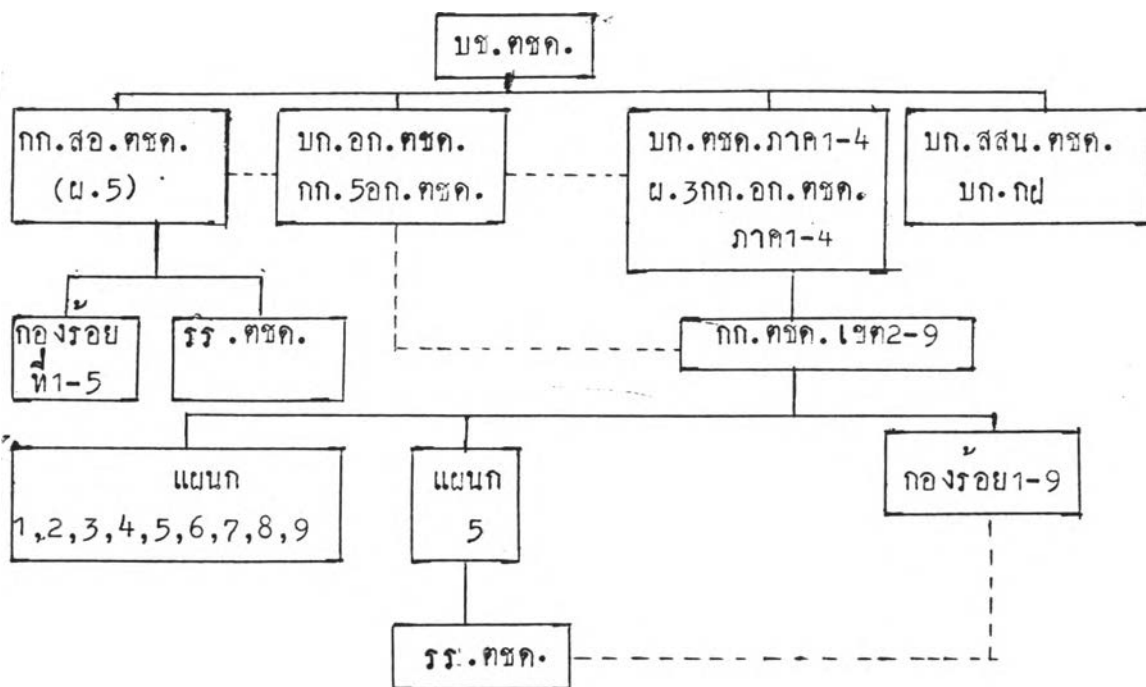 บช.ตชด.
กก.สอ.ตชด.
(ผ.5)
บก.อก.ตชด.
กก.5อก.ตชด.
บก.ตชด.ภาค1-4
ผ.3กก.อก.ตชด.
ภาค1-4
บก.สสน.ตชด.
บก.กฝ
กองร้อย
ที่1-5
รร.ตชด.
กก.ตชด.เขต2-9
แผนก
1,2,3,4,5,6,7,8,9
แผนก
5
กองร้อย1-9
รร.ตชด.